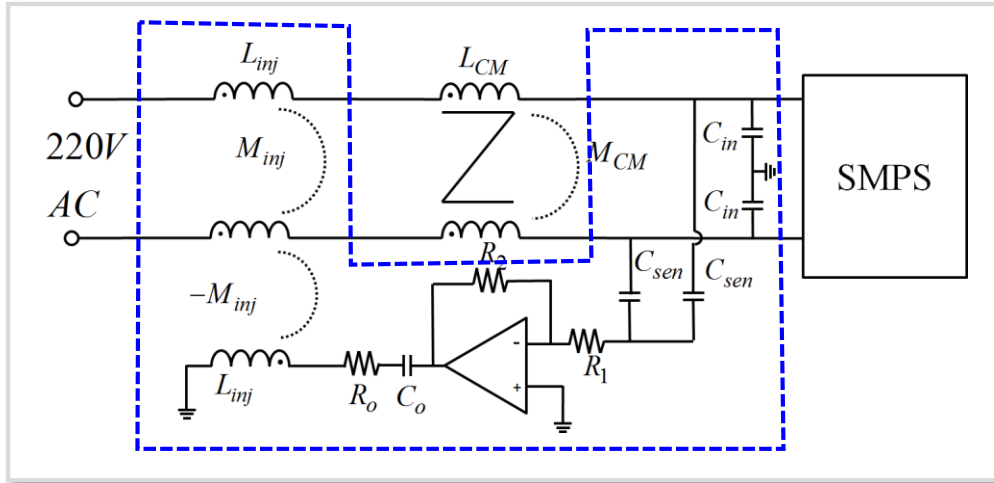 L_inj
L_CM
220V
AC
M_inj
M_CM
C_in
C_in
SMPS
R_2
C_sen
C_sen
−M_inj
-
+
R_1
L_inj
R_o
C_o